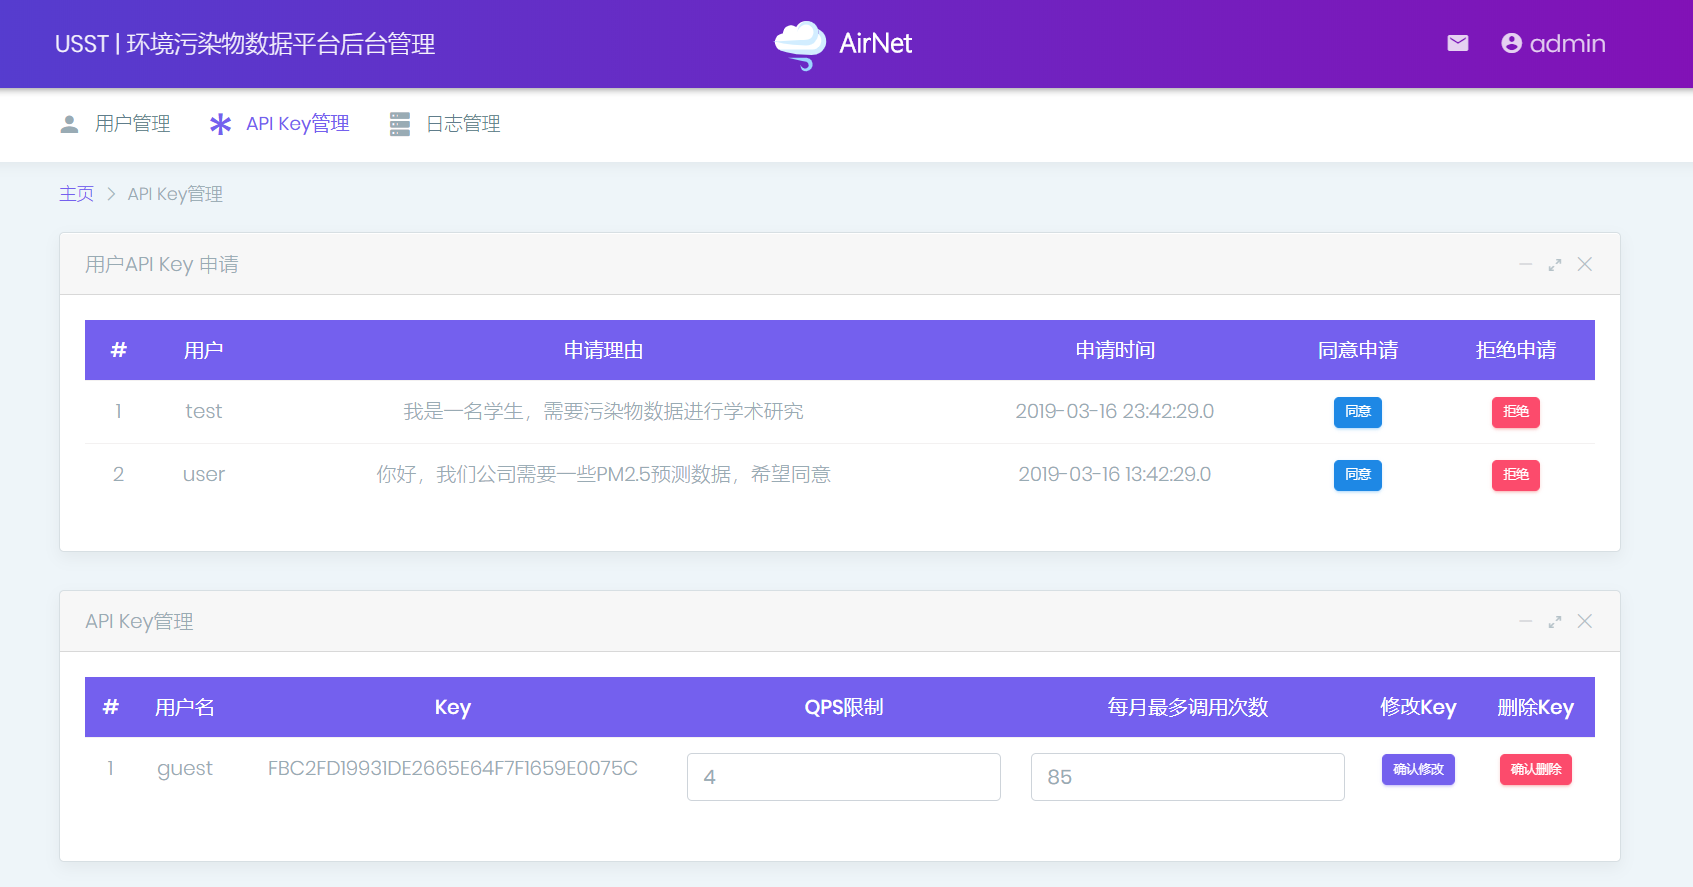 USST | 环境污染物数据平台后台管理 AirNet admin
用户管理 API Key管理 日志管理
主页 > API Key管理
用户API Key 申请
# 用户 申请理由 申请时间 同意申请 拒绝申请
1 test 我是一名学生，需要污染物数据进行学术研究 2019-03-16 23:42:29.0 同意 拒绝
2 user 你好，我们公司需要一些PM2.5预测数据，希望同意 2019-03-16 13:42:29.0 同意 拒绝
API Key管理
# 用户名 Key QPS限制 每月最多调用次数 修改Key 删除Key
1 guest FBC2FD19931DE2665E64F7F1659E0075C 4 85 确认修改 确认删除